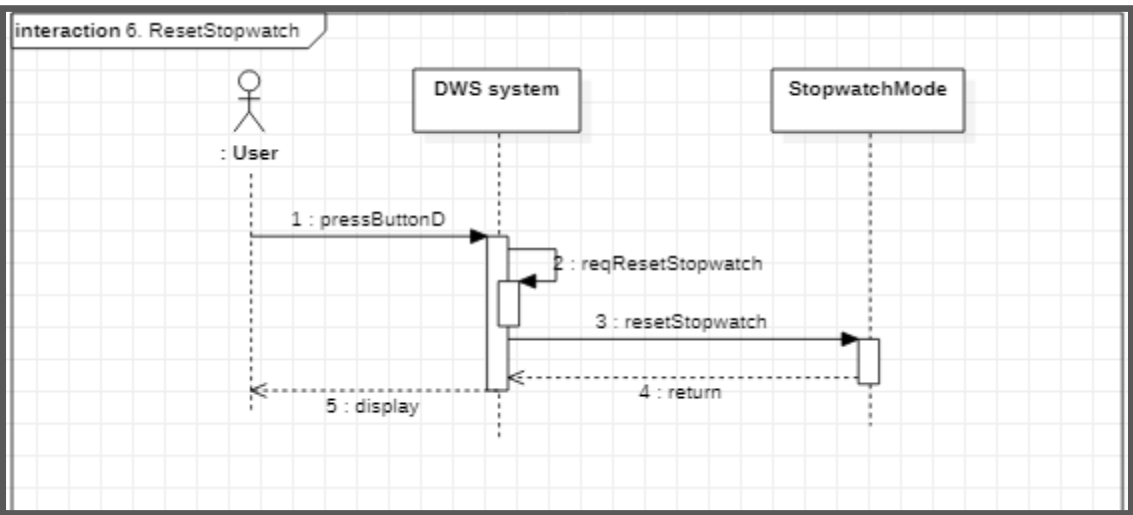 interaction 6. ResetStopwatch
DWS system
StopwatchMode
: User
1 : pressButtonD
2 : reqResetStopwatch
3 : resetStopwatch
4 : return
5 : display